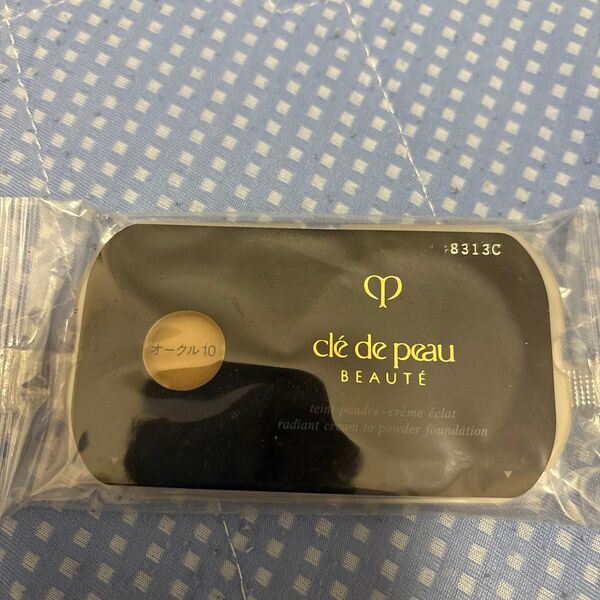 8313C
オークル10
clé de peau
BEAUTÉ
teint poudre - crème éclat
radiant cream to powder foundation